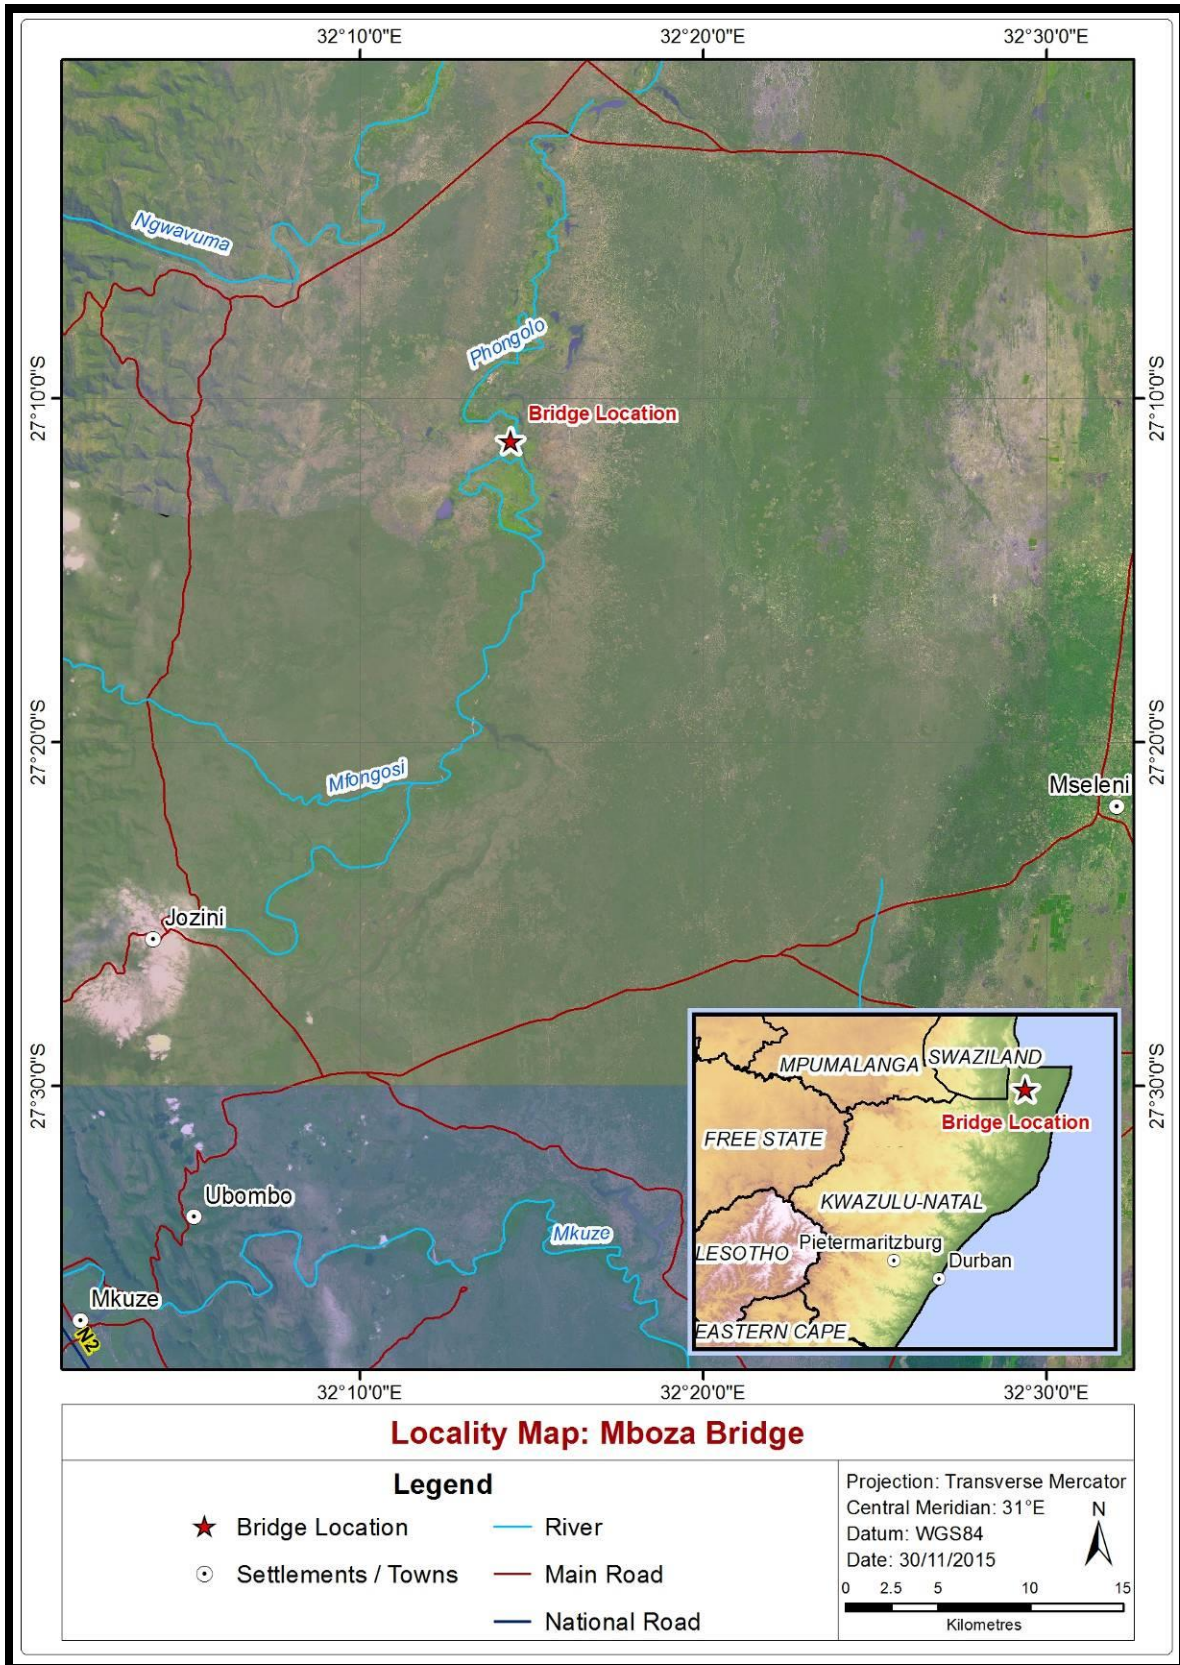 32°10'0"E
32°20'0"E
32°30'0"E
Ngwavuma
Phongolo
27°10'0"S
27°10'0"S
Bridge Location
27°20'0"S
27°20'0"S
Mfongosi
Mseleni
Jozini
27°30'0"S
27°30'0"S
MPUMALANGA
SWAZILAND
Bridge Location
FREE STATE
KWAZULU-NATAL
LESOTHO
Pietermaritzburg
Durban
EASTERN CAPE
Ubombo
Mkuze
Mkuze
N2
32°10'0"E
32°20'0"E
32°30'0"E
Locality Map: Mboza Bridge
Legend
Bridge Location
River
Settlements / Towns
Main Road
National Road
Projection: Transverse Mercator
Central Meridian: 31°E
Datum: WGS84
Date: 30/11/2015
N
0 2.5 5 10 15
Kilometres